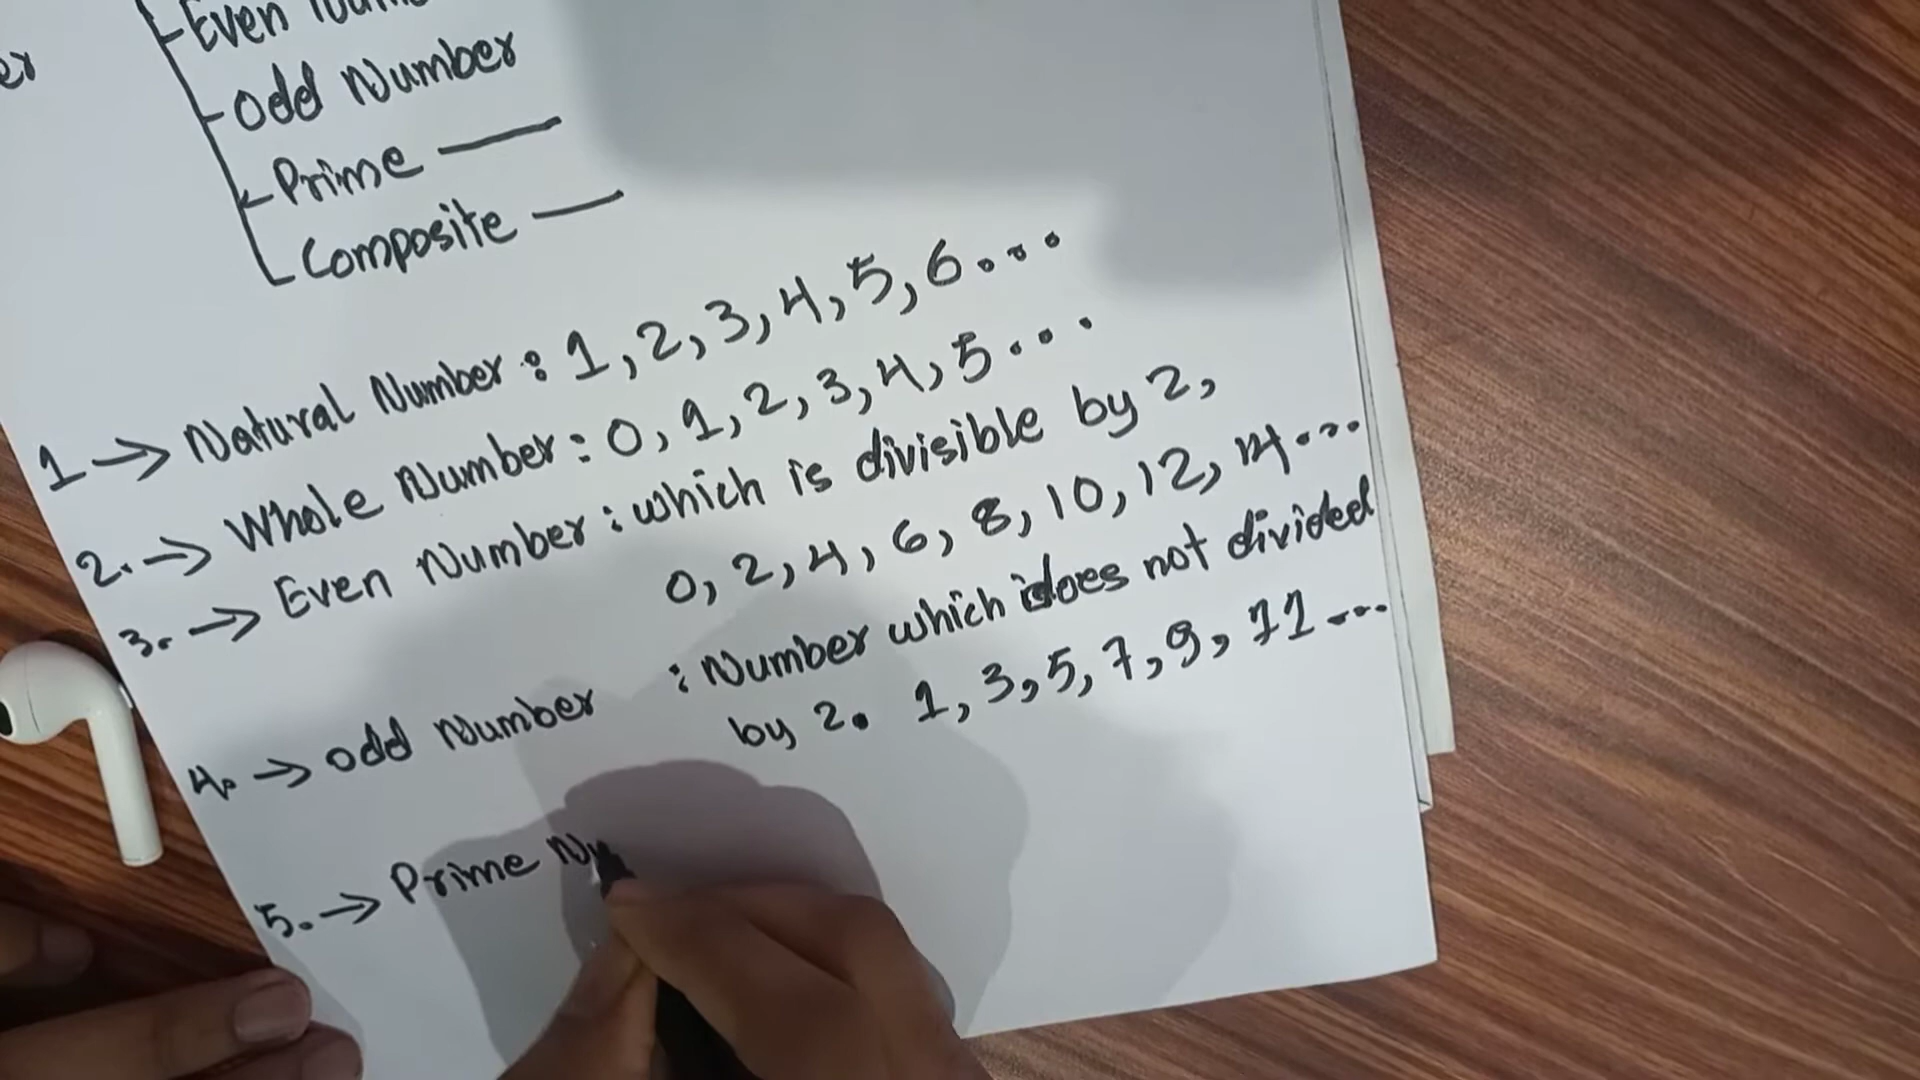 Even
Odd Number
Prime —
Composite —
1 → Natural Number : 1, 2, 3, 4, 5, 6...
2. → Whole Number : 0, 1, 2, 3, 4, 5...
3. → Even Number : which is divisible by 2,
0, 2, 4, 6, 8, 10, 12, 14....
4. → odd Number : Number which does not divided
by 2. 1, 3, 5, 7, 9, 11....
5. → Prime Nu